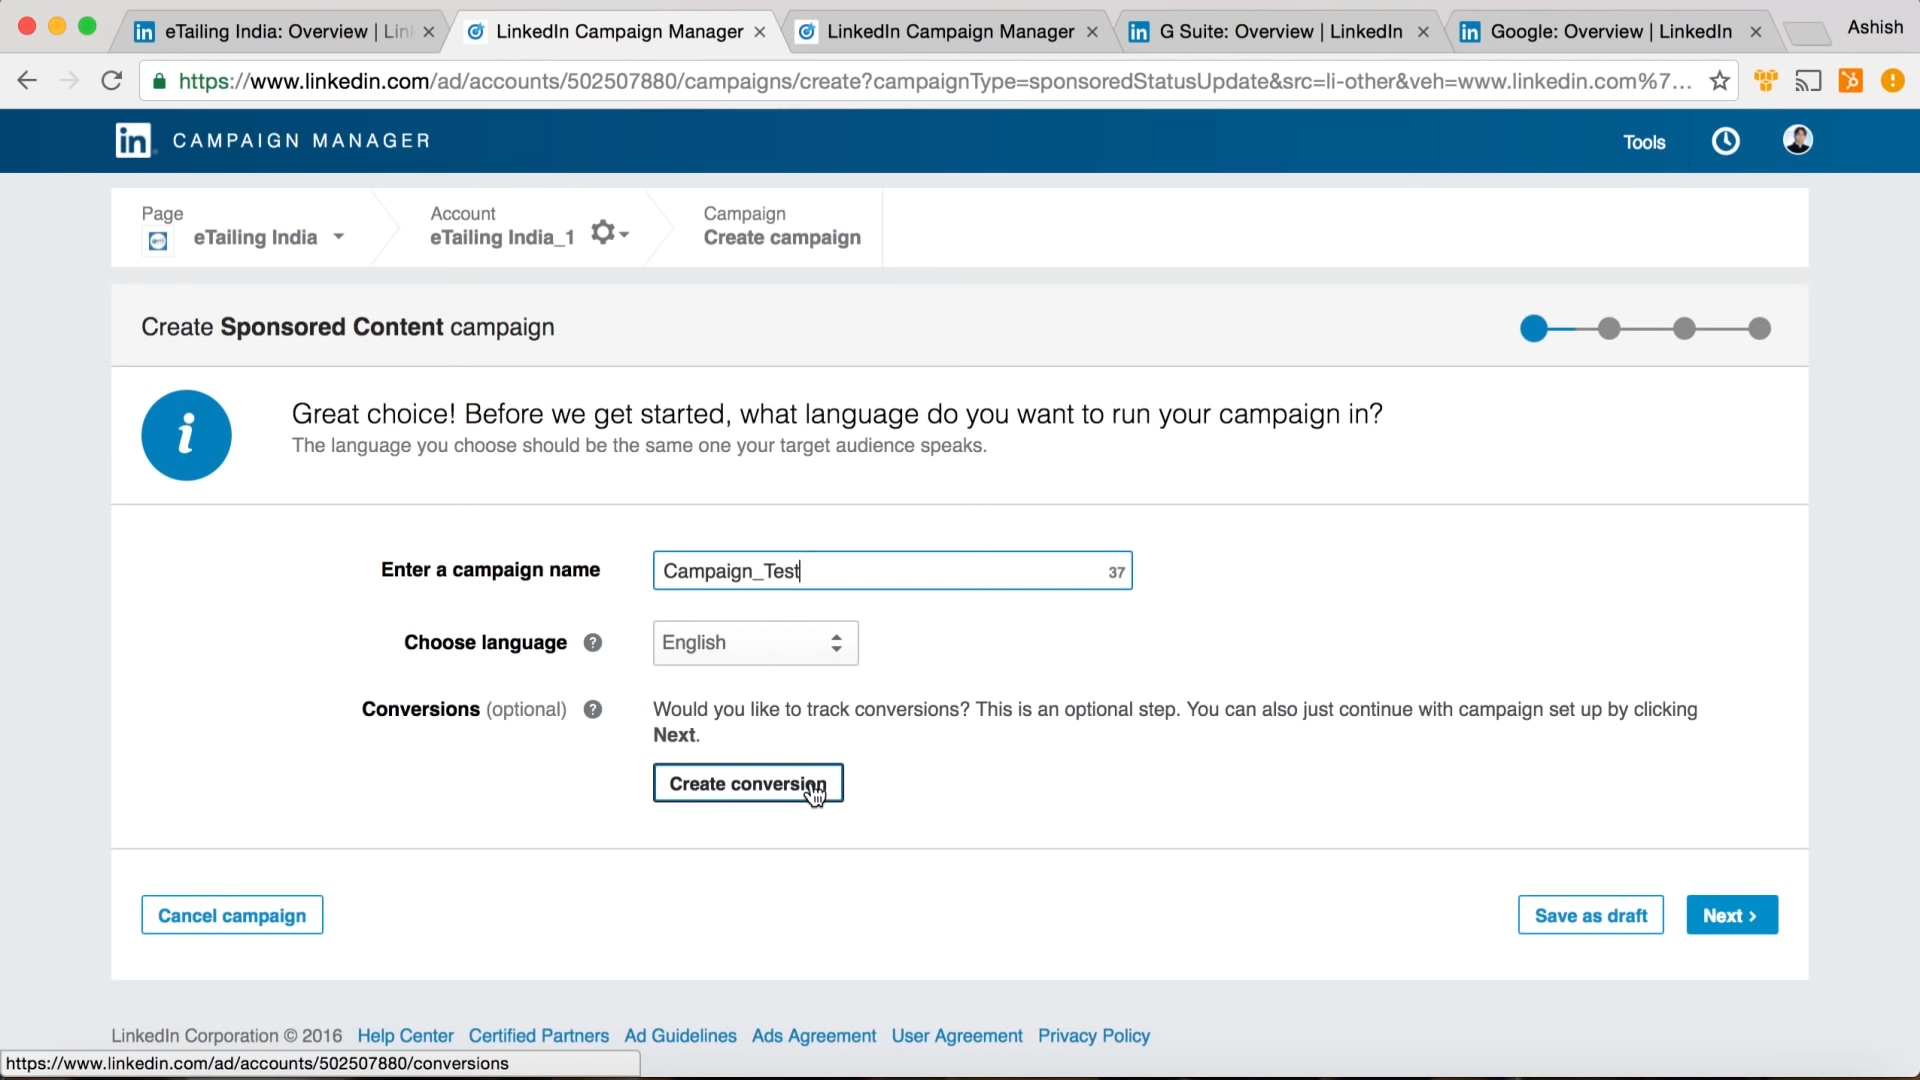 eTailing India: Overview | Lin
LinkedIn Campaign Manager
LinkedIn Campaign Manager
G Suite: Overview | LinkedIn
Google: Overview | LinkedIn
Ashish
https://www.linkedin.com/ad/accounts/502507880/campaigns/create?campaignType=sponsoredStatusUpdate&src=li-other&veh=www.linkedin.com%7...
in CAMPAIGN MANAGER
Tools
Page
eTailing India
Account
eTailing India_1
Campaign
Create campaign
Create Sponsored Content campaign
Great choice! Before we get started, what language do you want to run your campaign in?
The language you choose should be the same one your target audience speaks.
Enter a campaign name
Campaign_Test
37
Choose language ?
English
Conversions (optional) ?
Would you like to track conversions? This is an optional step. You can also just continue with campaign set up by clicking
Next.
Create conversion
Cancel campaign
Save as draft
Next >
LinkedIn Corporation © 2016 Help Center Certified Partners Ad Guidelines Ads Agreement User Agreement Privacy Policy
https://www.linkedin.com/ad/accounts/502507880/conversions